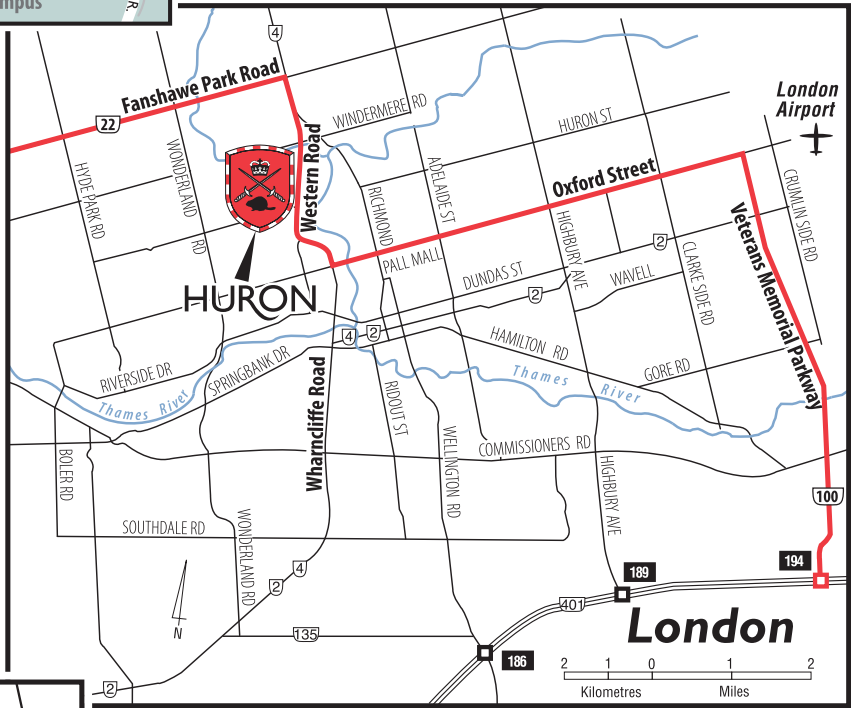 mpus
R.
4
London
Airport
Fanshawe Park Road
22
WINDERMERE RD
HURON ST
Western Road
HYDE PARK RD
WONDERLAND
RD
RICHMOND
ADELAIDE ST
Oxford Street
CRUMLIN SIDE RD
HIGHBURY AVE
2
CLARKE SIDE RD
Veterans Memorial Parkway
PALL MALL
DUNDAS ST
WAVELL
2
HURON
4
2
HAMILTON RD
GORE RD
RIVERSIDE DR
SPRINGBANK DR
Thames River
Thames River
Wharncliffe Road
RIDOUT ST
WELLINGTON RD
COMMISSIONERS RD
HIGHBURY AVE
BOLER RD
100
SOUTHDALE RD
WONDERLAND RD
4
2
194
189
401
London
N
135
186
2
2 1 0 1 2
Kilometres Miles